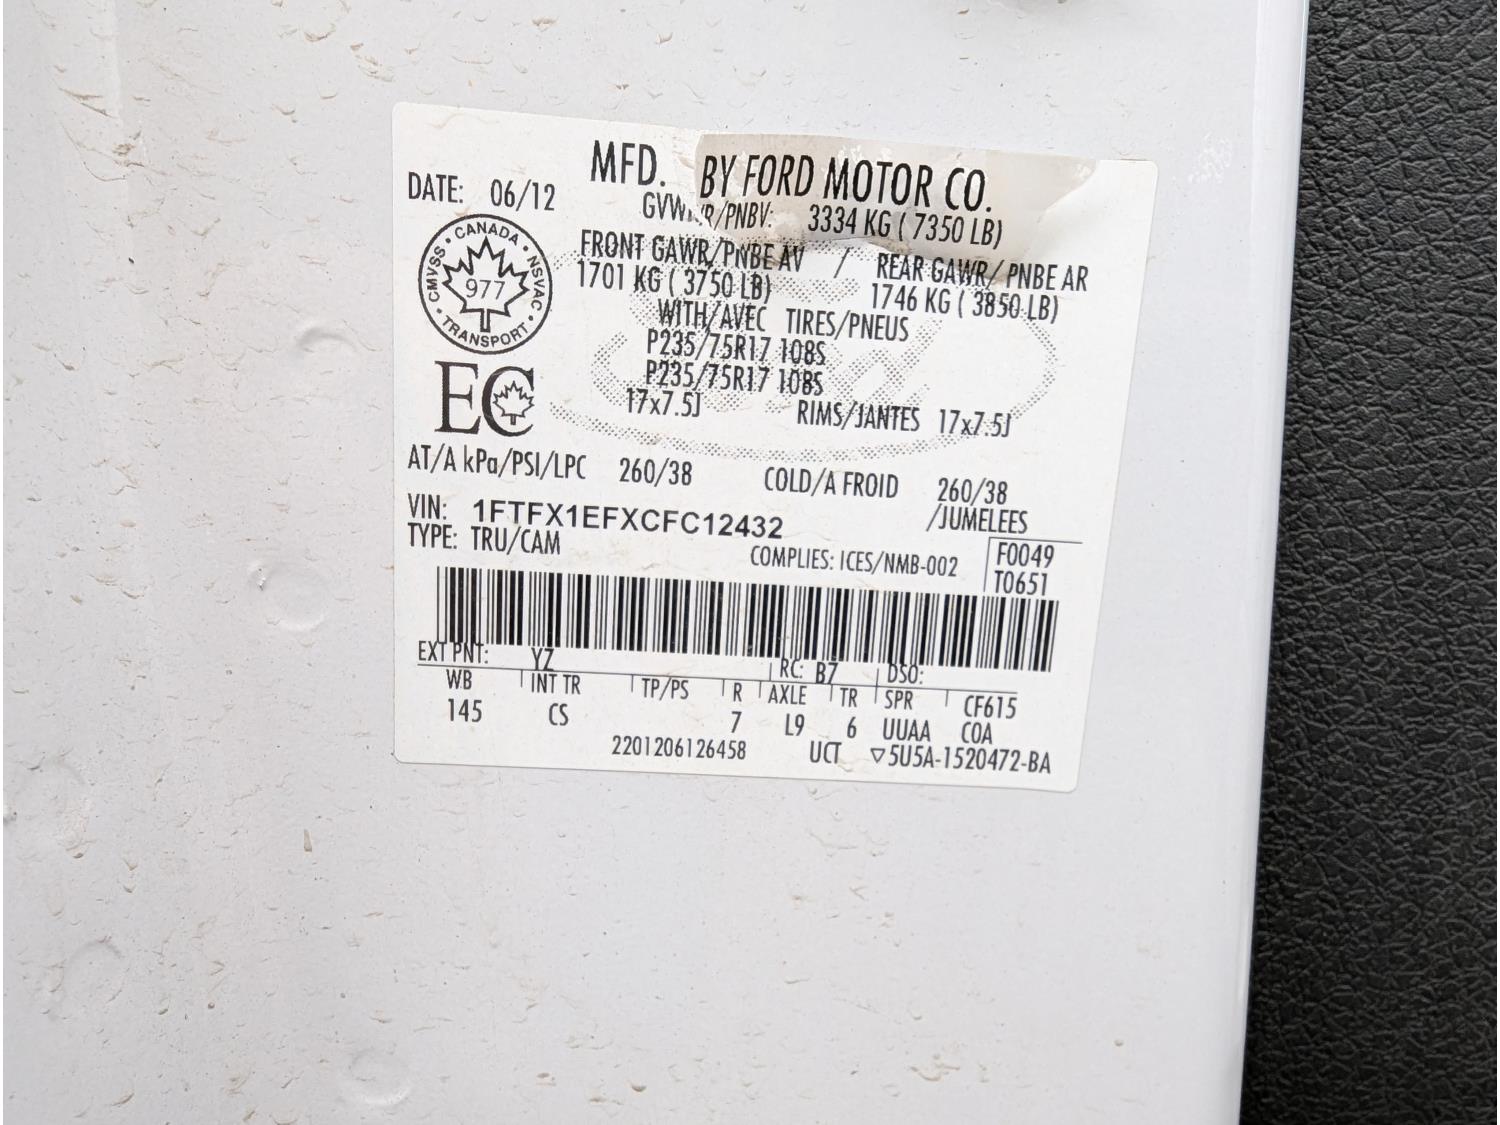 MFD. BY FORD MOTOR CO.
DATE: 06/12
GVWR/PNBV: 3334 KG ( 7350 LB)
FRONT GAWR/PNBE AV / REAR GAWR/ PNBE AR
1701 KG ( 3750 LB) 1746 KG ( 3850 LB)
WITH/AVEC TIRES/PNEUS
P235/75R17 108S
P235/75R17 108S
17x7.5J RIMS/JANTES 17x7.5J
CANADA
CMVSS NSVAC
977
TRANSPORT
EC
AT/A kPa/PSI/LPC 260/38 COLD/A FROID 260/38
/JUMELEES
VIN: 1FTFX1EFXCFC12432
TYPE: TRU/CAM
COMPLIES: ICES/NMB-002
F0049
T0651
EXT PNT: YZ RC: B7 DSO:
WB INT TR TP/PS R AXLE TR SPR CF615
145 CS 7 L9 6 UUAA COA
2201206126458 UCT ▽5U5A-1520472-BA